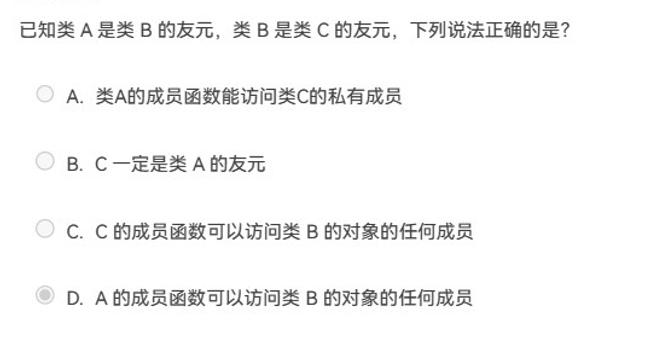 已知类 A 是类 B 的友元，类 B 是类 C 的友元，下列说法正确的是？
A. 类A的成员函数能访问类C的私有成员
B. C 一定是类 A 的友元
C. C 的成员函数可以访问类 B 的对象的任何成员
D. A 的成员函数可以访问类 B 的对象的任何成员